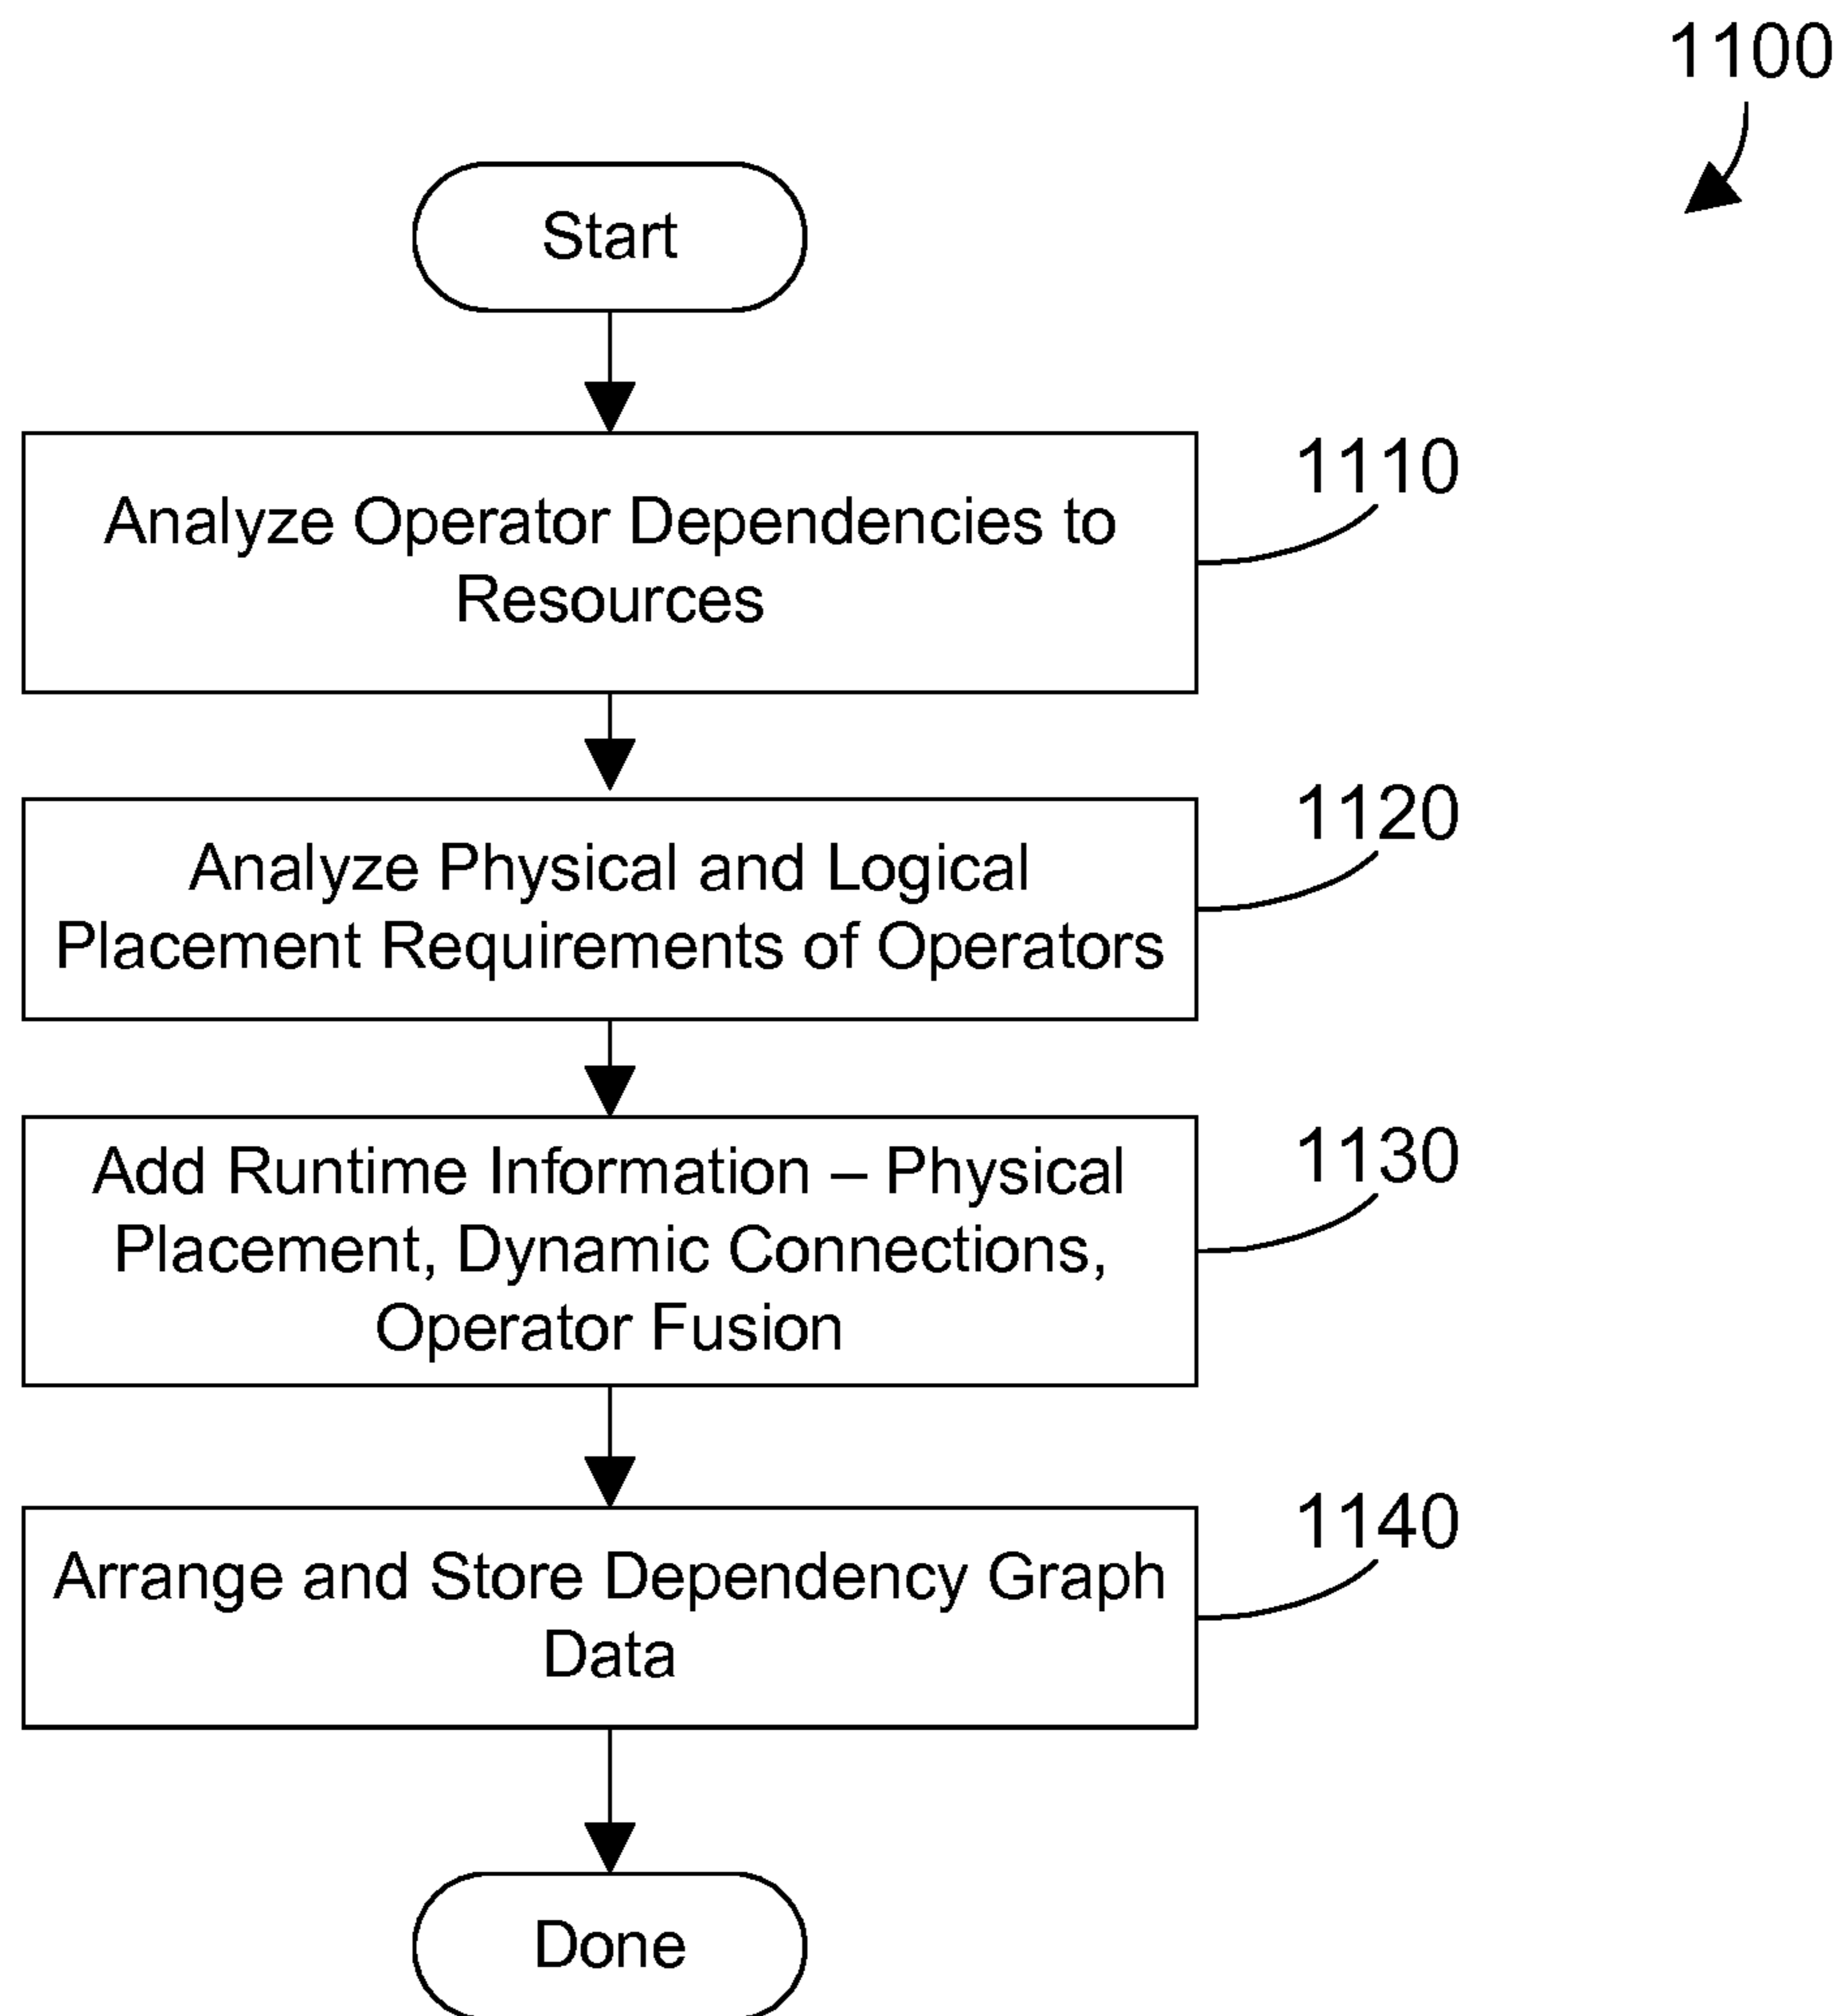 1100
Start
Analyze Operator Dependencies to
Resources
1110
Analyze Physical and Logical
Placement Requirements of Operators
1120
Add Runtime Information – Physical
Placement, Dynamic Connections,
Operator Fusion
1130
Arrange and Store Dependency Graph
Data
1140
Done